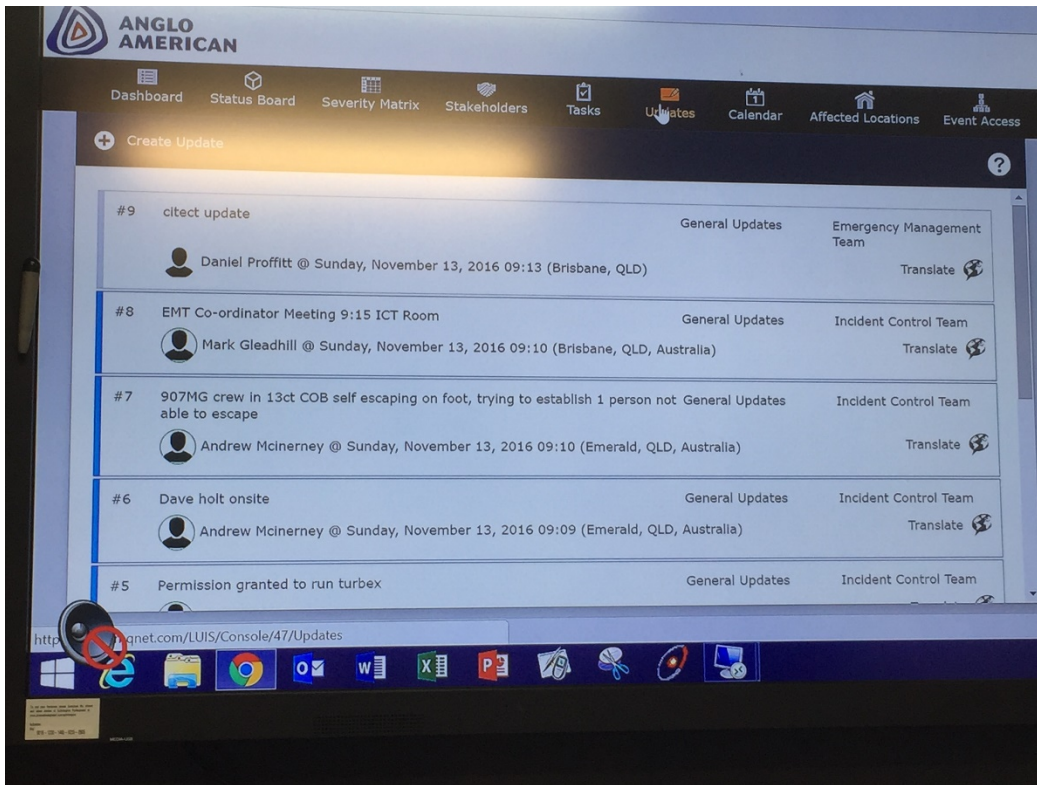 ANGLO
AMERICAN
Dashboard Status Board Severity Matrix Stakeholders Tasks Updates Calendar Affected Locations Event Access
Create Update
?
#9 citect update General Updates Emergency Management
Team
Daniel Proffitt @ Sunday, November 13, 2016 09:13 (Brisbane, QLD)
Translate
#8 EMT Co-ordinator Meeting 9:15 ICT Room General Updates Incident Control Team
Mark Gleadhill @ Sunday, November 13, 2016 09:10 (Brisbane, QLD, Australia)
Translate
#7 907MG crew in 13ct COB self escaping on foot, trying to establish 1 person not General Updates Incident Control Team
able to escape
Andrew Mcinerney @ Sunday, November 13, 2016 09:10 (Emerald, QLD, Australia)
Translate
#6 Dave holt onsite General Updates Incident Control Team
Andrew Mcinerney @ Sunday, November 13, 2016 09:09 (Emerald, QLD, Australia)
Translate
#5 Permission granted to run turbex General Updates Incident Control Team
http qnet.com/LUIS/Console/47/Updates